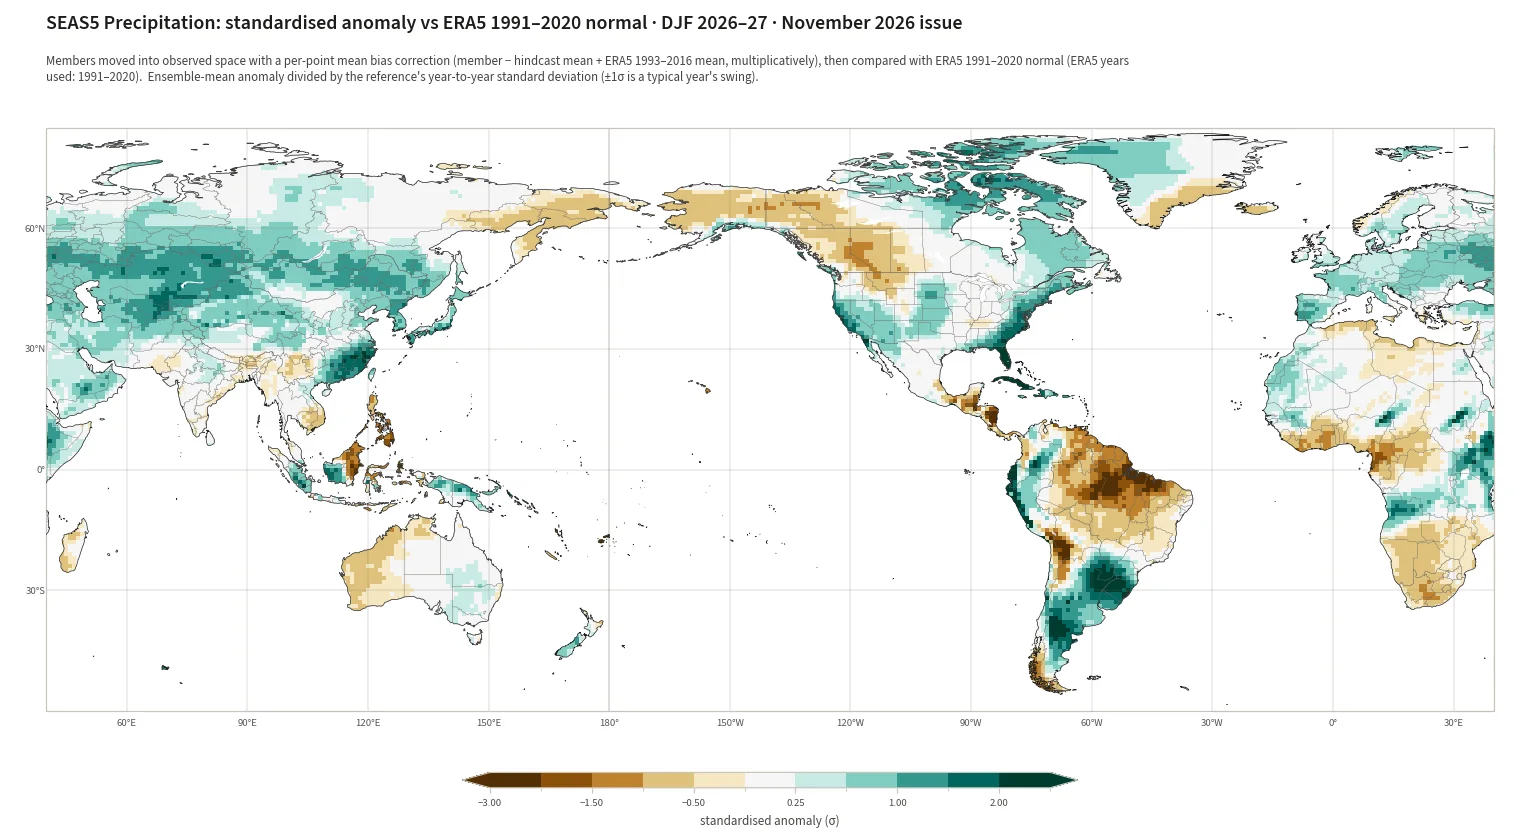 SEAS5 Precipitation: standardised anomaly vs ERA5 1991–2020 normal · DJF 2026–27 · November 2026 issue
Members moved into observed space with a per-point mean bias correction (member − hindcast mean + ERA5 1993–2016 mean, multiplicatively), then compared with ERA5 1991–2020 normal (ERA5 years
used: 1991–2020).  Ensemble-mean anomaly divided by the reference's year-to-year standard deviation (±1σ is a typical year's swing).
60°N
30°N
0°
30°S
60°E 90°E 120°E 150°E 180° 150°W 120°W 90°W 60°W 30°W 0° 30°E
−3.00 −1.50 −0.50 0.25 1.00 2.00
standardised anomaly (σ)